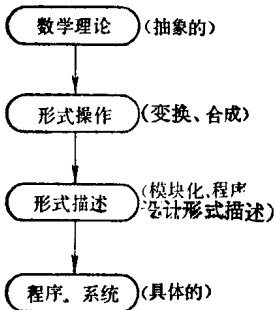 数学理论 (抽象的)
形式操作 (变换、合成)
形式描述 (模块化、程序
设计形式描述)
程序。系统 (具体的)